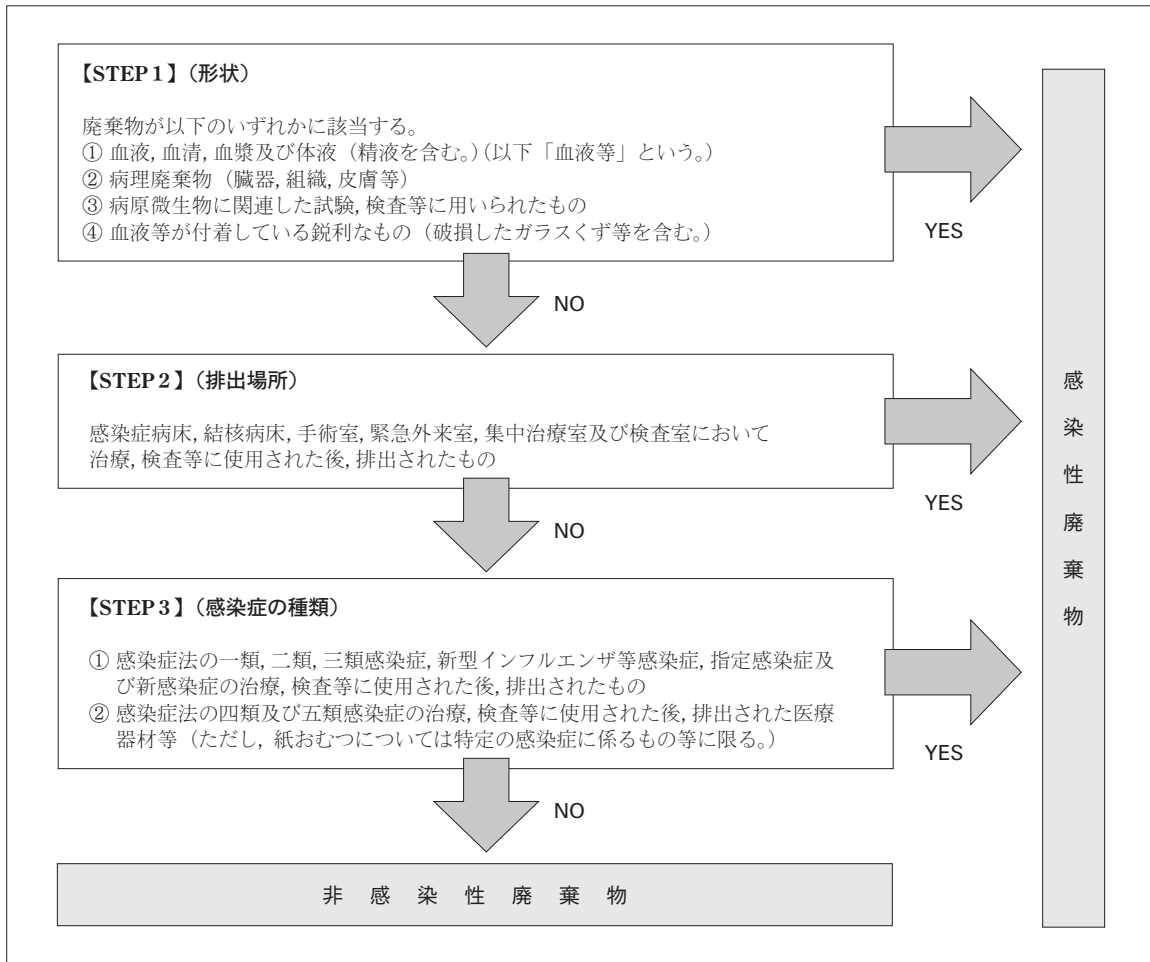 【STEP 1】（形状）
廃棄物が以下のいずれかに該当する。
① 血液, 血清, 血漿及び体液（精液を含む。）（以下「血液等」という。）
② 病理廃棄物（臓器, 組織, 皮膚等）
③ 病原微生物に関連した試験, 検査等に用いられたもの
④ 血液等が付着している鋭利なもの（破損したガラスくず等を含む。）
YES
NO
【STEP 2】（排出場所）
感染症病床, 結核病床, 手術室, 緊急外来室, 集中治療室及び検査室において
治療, 検査等に使用された後, 排出されたもの
YES
NO
【STEP 3】（感染症の種類）
① 感染症法の一類, 二類, 三類感染症, 新型インフルエンザ等感染症, 指定感染症及
び新感染症の治療, 検査等に使用された後, 排出されたもの
② 感染症法の四類及び五類感染症の治療, 検査等に使用された後, 排出された医療
器材等（ただし, 紙おむつについては特定の感染症に係るもの等に限る。）
YES
NO
非感染性廃棄物
感染性廃棄物